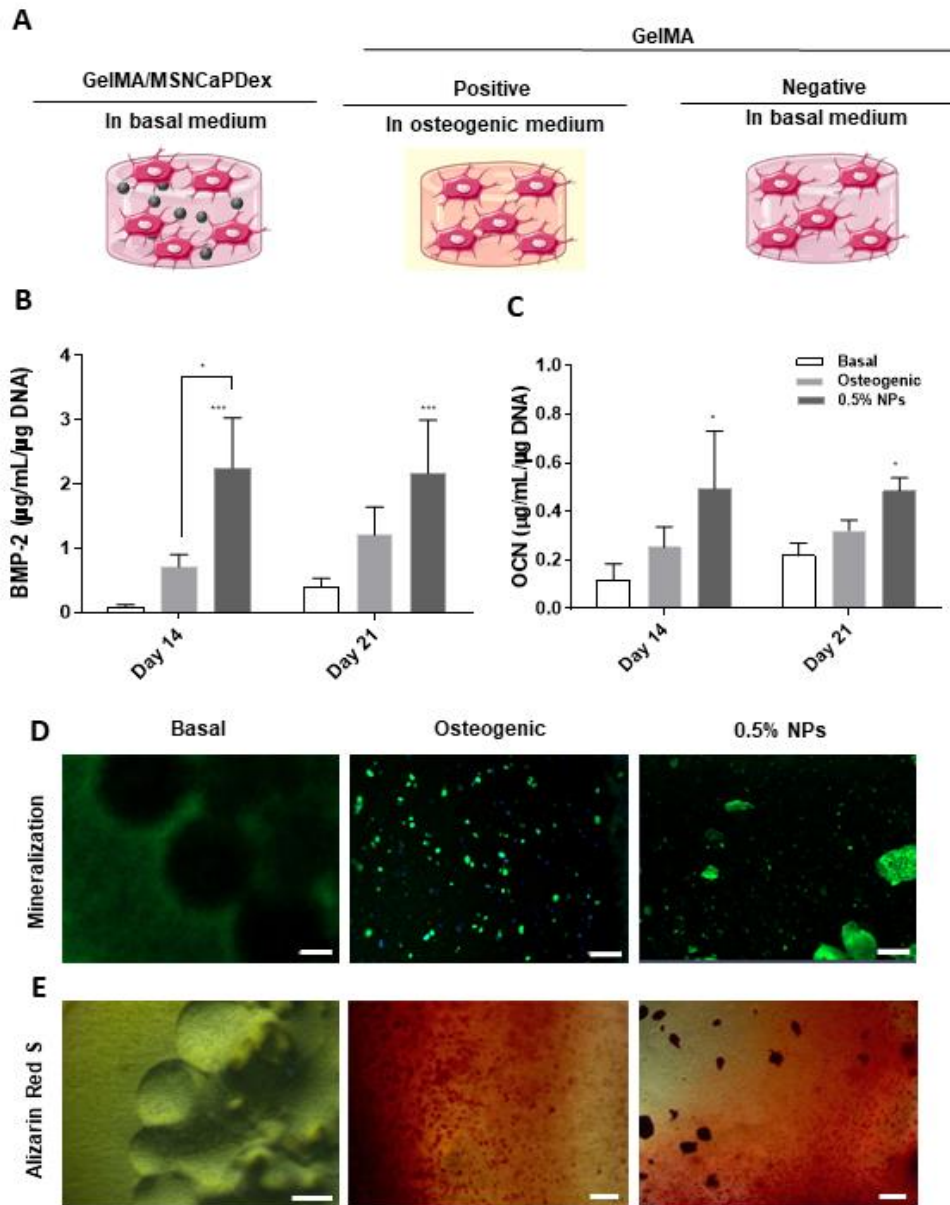 A
GelMA
GelMA/MSNCaPDex
Positive
Negative
In basal medium
In osteogenic medium
In basal medium
B
BMP-2 (µg/mL/µg DNA)
4
3
2
1
0
*
***
***
Day 14
Day 21
C
OCN (µg/mL/µg DNA)
1.0
0.8
0.6
0.4
0.2
0.0
Basal
Osteogenic
0.5% NPs
*
*
Day 14
Day 21
D
Basal
Osteogenic
0.5% NPs
Mineralization
E
Alizarin Red S